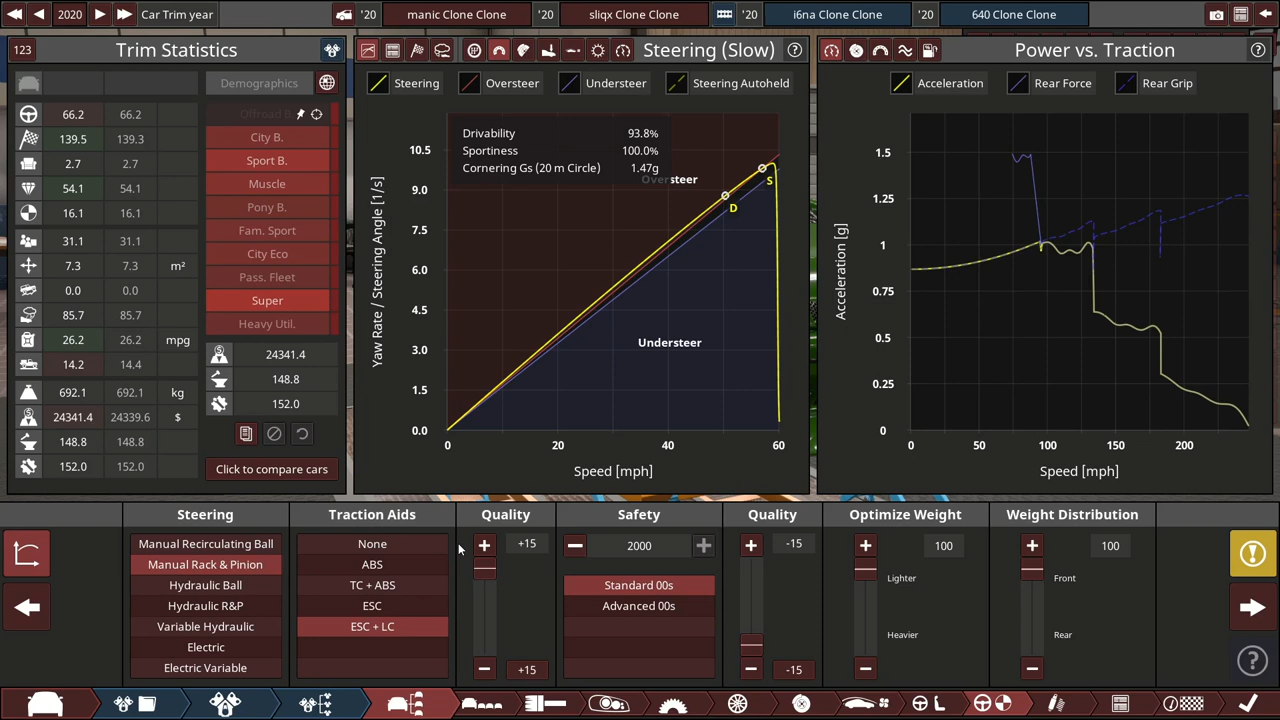 2020 Car Trim year '20 manic Clone Clone '20 sliqx Clone Clone '20 i6na Clone Clone '20 640 Clone Clone
123 Trim Statistics
Demographics
66.2 66.2
139.5 139.3
2.7 2.7
54.1 54.1
16.1 16.1
31.1 31.1
7.3 7.3 m²
0.0 0.0
85.7 85.7
26.2 26.2 mpg
14.2 14.4
692.1 692.1 kg
24341.4 24339.6 $
148.8 148.8
152.0 152.0
Offroad B.
City B.
Sport B.
Muscle
Pony B.
Fam. Sport
City Eco
Pass. Fleet
Super
Heavy Util.
24341.4
148.8
152.0
Click to compare cars
Steering (Slow) ?
Steering Oversteer Understeer Steering Autoheld
Drivability 93.8%
Sportiness 100.0%
Cornering Gs (20 m Circle) 1.47g
Oversteer
S
D
Understeer
Yaw Rate / Steering Angle [1/s]
10.5
9.0
7.5
6.0
4.5
3.0
1.5
0.0
0 20 40 60
Speed [mph]
Power vs. Traction ?
Acceleration Rear Force Rear Grip
Acceleration [g]
1.5
1.25
1
0.75
0.5
0.25
0
0 50 100 150 200
Speed [mph]
Steering
Manual Recirculating Ball
Manual Rack & Pinion
Hydraulic Ball
Hydraulic R&P
Variable Hydraulic
Electric
Electric Variable
Traction Aids
None
ABS
TC + ABS
ESC
ESC + LC
Quality
+ +15
− +15
Safety
− 2000 +
Standard 00s
Advanced 00s
Quality
+ -15
− -15
Optimize Weight
+ 100
Lighter
Heavier
−
Weight Distribution
+ 100
Front
Rear
−
?